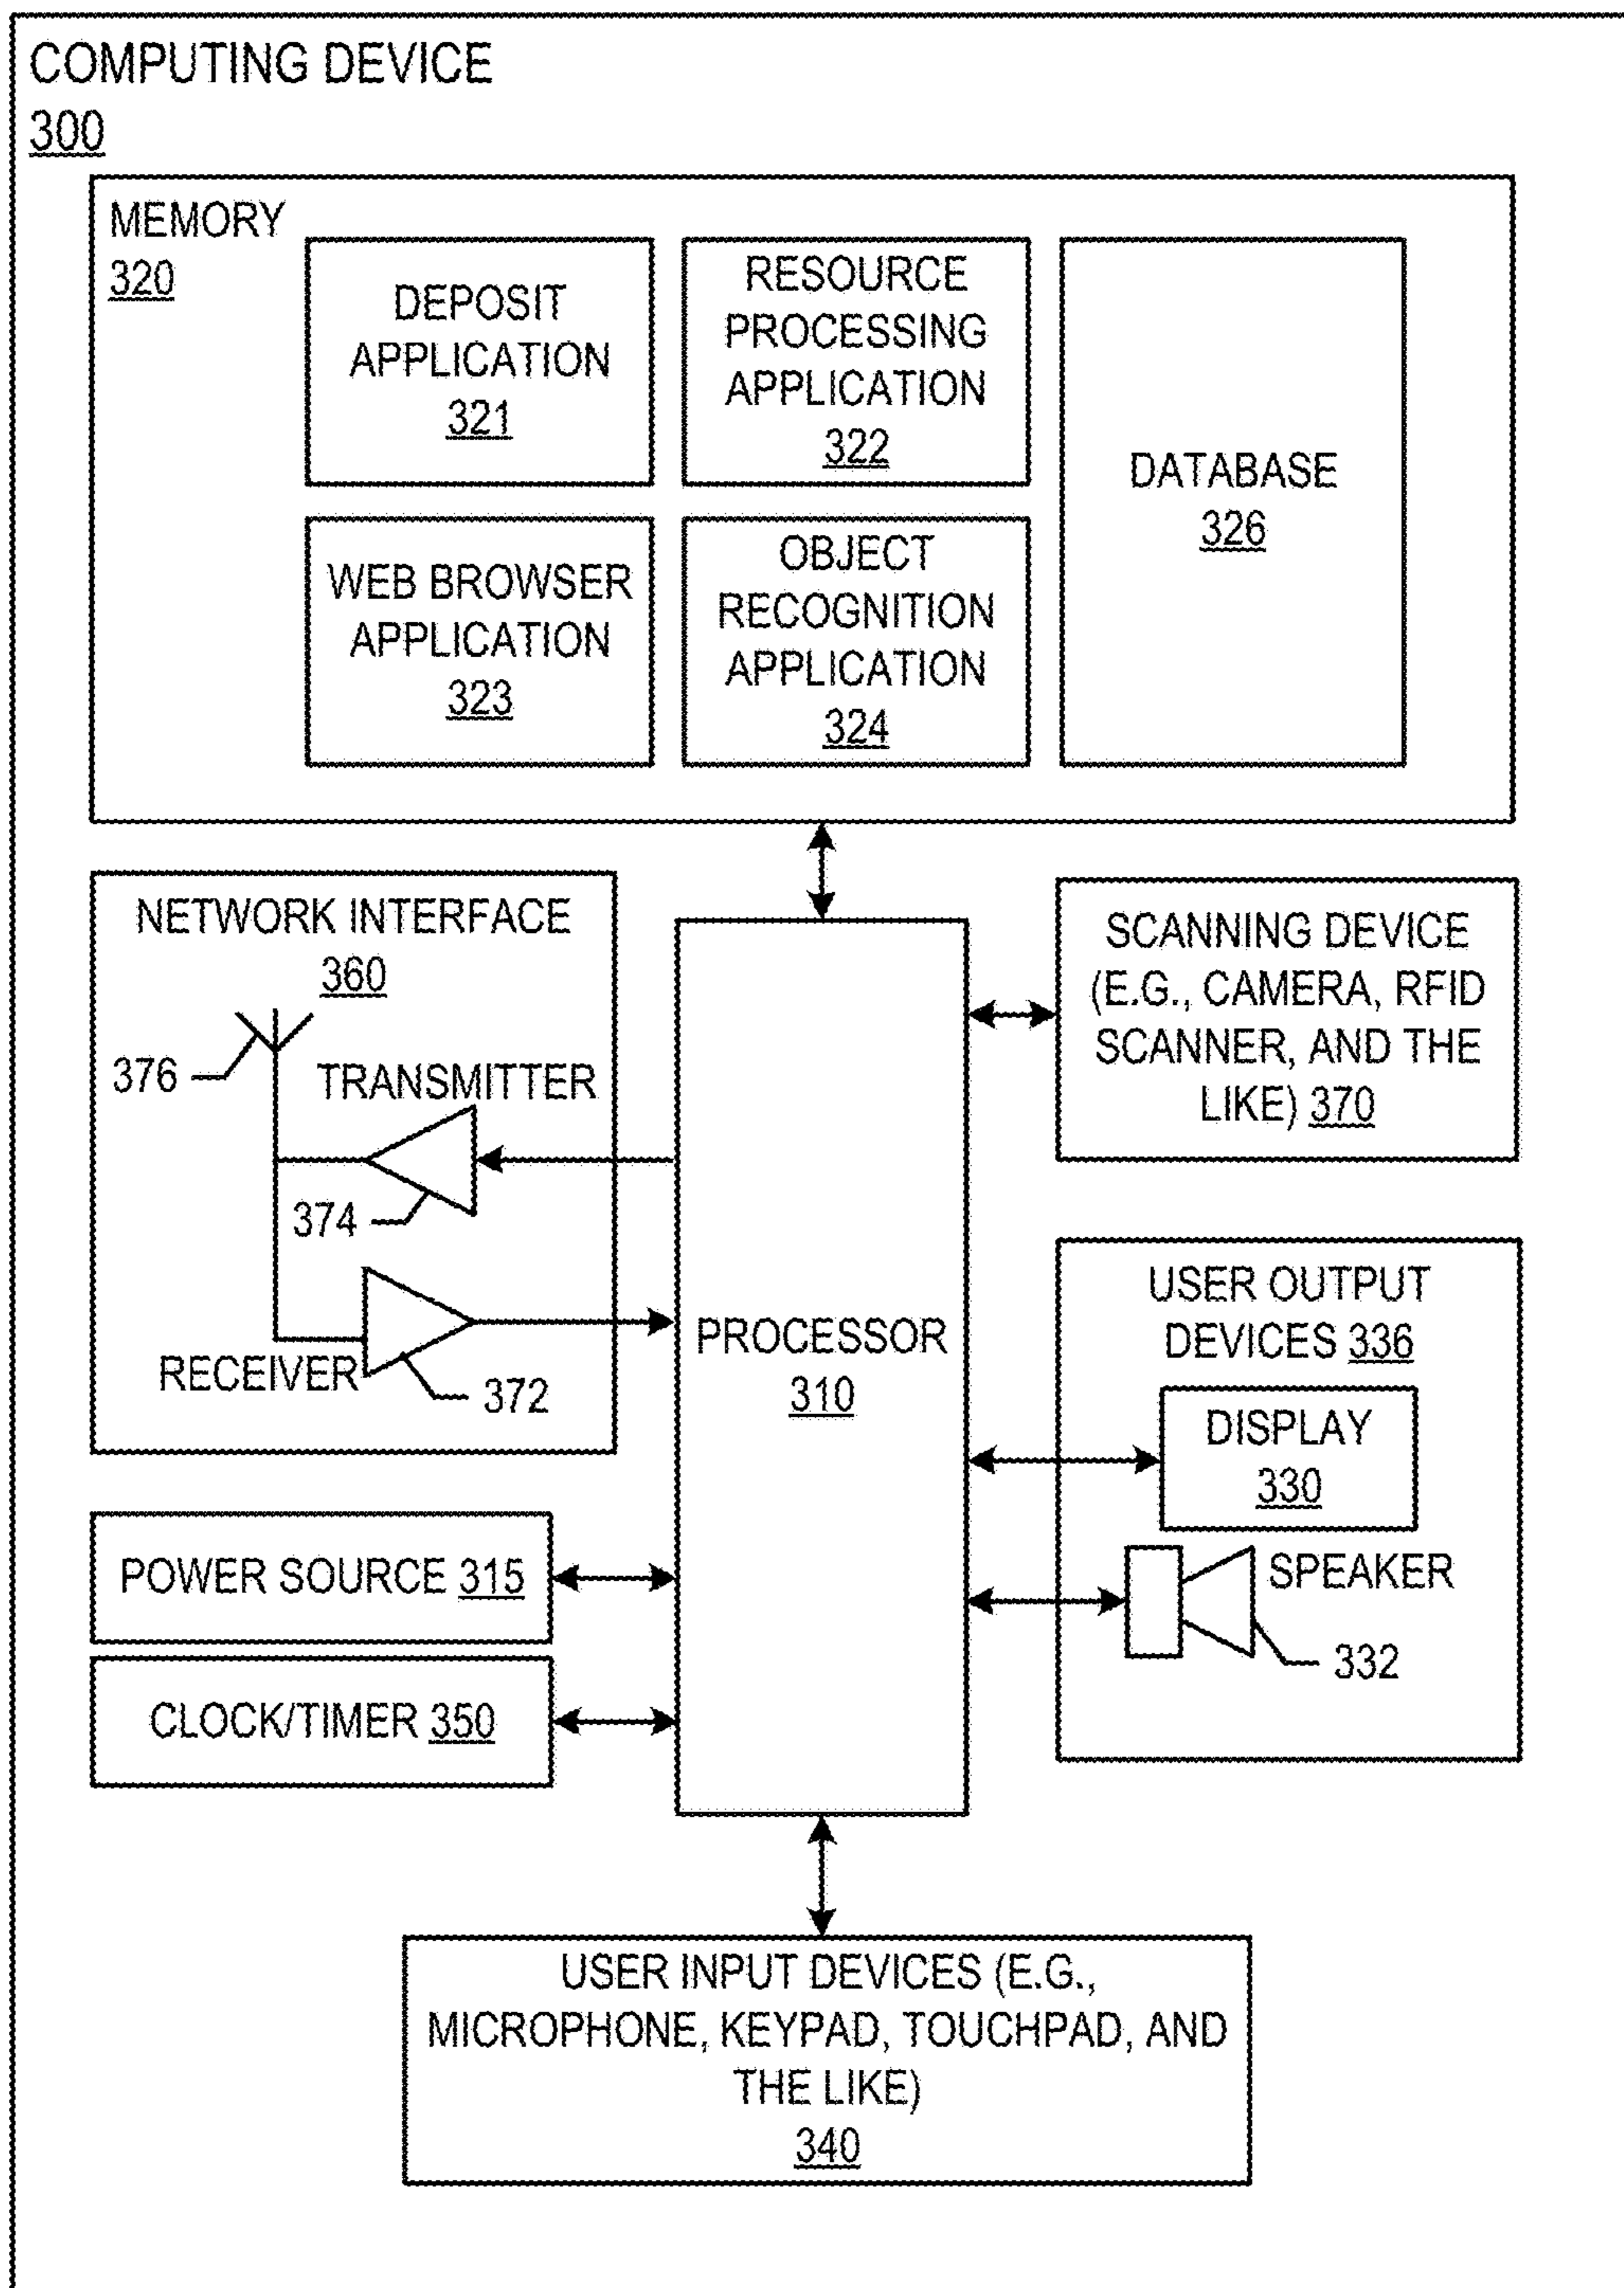 COMPUTING DEVICE
300
MEMORY
320
DEPOSIT
APPLICATION
321
RESOURCE
PROCESSING
APPLICATION
322
DATABASE
326
WEB BROWSER
APPLICATION
323
OBJECT
RECOGNITION
APPLICATION
324
NETWORK INTERFACE
360
376
TRANSMITTER
374
RECEIVER
372
PROCESSOR
310
SCANNING DEVICE
(E.G., CAMERA, RFID
SCANNER, AND THE
LIKE) 370
USER OUTPUT
DEVICES 336
DISPLAY
330
SPEAKER
332
POWER SOURCE 315
CLOCK/TIMER 350
USER INPUT DEVICES (E.G.,
MICROPHONE, KEYPAD, TOUCHPAD, AND
THE LIKE)
340